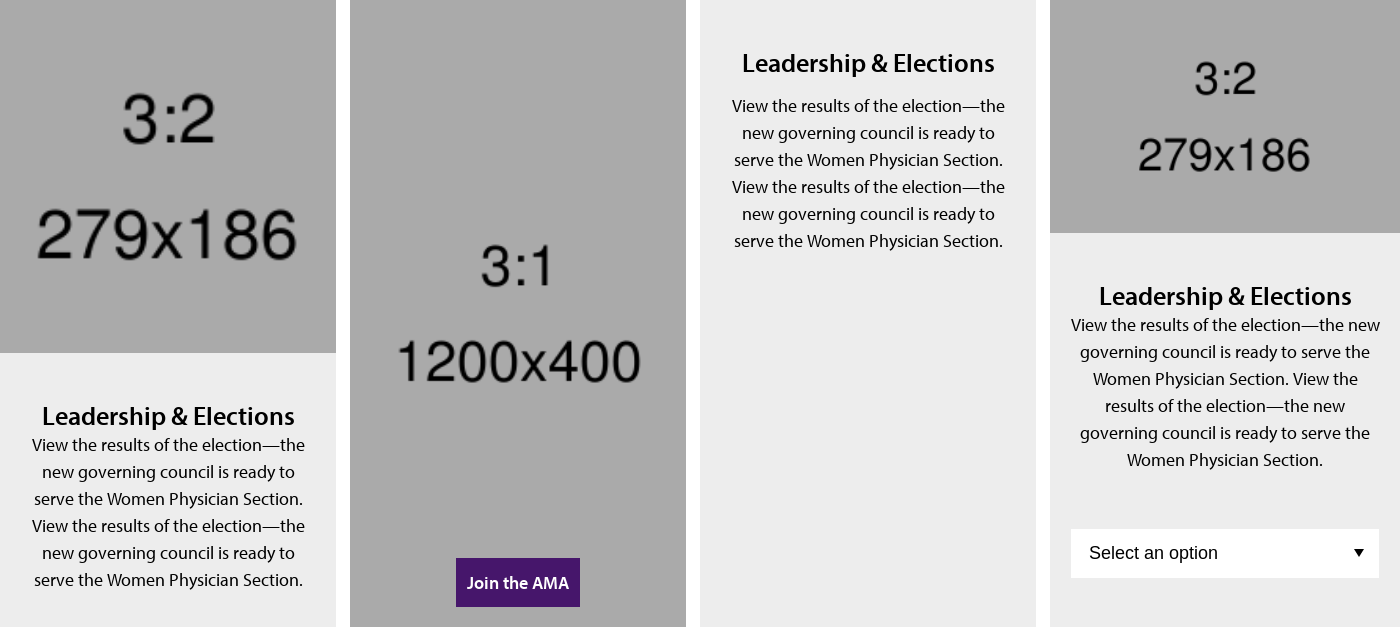 3:2
279x186
Leadership & Elections
View the results of the election—the
new governing council is ready to
serve the Women Physician Section.
View the results of the election—the
new governing council is ready to
serve the Women Physician Section.
3:1
1200x400
Join the AMA
Leadership & Elections
View the results of the election—the
new governing council is ready to
serve the Women Physician Section.
View the results of the election—the
new governing council is ready to
serve the Women Physician Section.
3:2
279x186
Leadership & Elections
View the results of the election—the new
governing council is ready to serve the
Women Physician Section. View the
results of the election—the new
governing council is ready to serve the
Women Physician Section.
Select an option